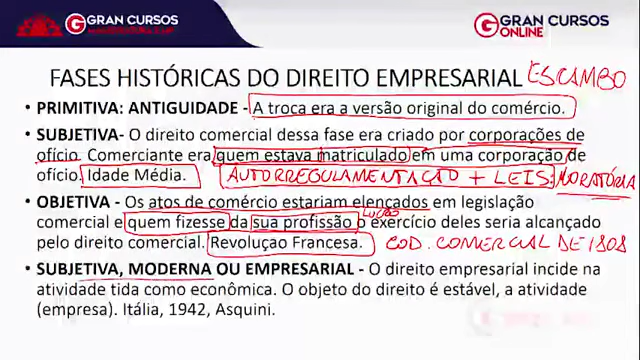 GRAN CURSOS
GRAN CURSOS
ONLINE
FASES HISTÓRICAS DO DIREITO EMPRESARIAL ESCAMBO
• PRIMITIVA: ANTIGUIDADE - A troca era a versão original do comércio.
• SUBJETIVA- O direito comercial dessa fase era criado por corporações de
ofício. Comerciante era quem estava matriculado em uma corporação de
ofício. Idade Média. AUTORREGULAMENTAÇÃO + LEIS: MORATÓRIA
• OBJETIVA - Os atos de comércio estariam elencados em legislação
LUCRO
comercial e quem fizesse da sua profissão o exercício deles seria alcançado
pelo direito comercial. Revoluçao Francesa. COD. COMERCIAL DE 1808
• SUBJETIVA, MODERNA OU EMPRESARIAL - O direito empresarial incide na
atividade tida como econômica. O objeto do direito é estável, a atividade
(empresa). Itália, 1942, Asquini.